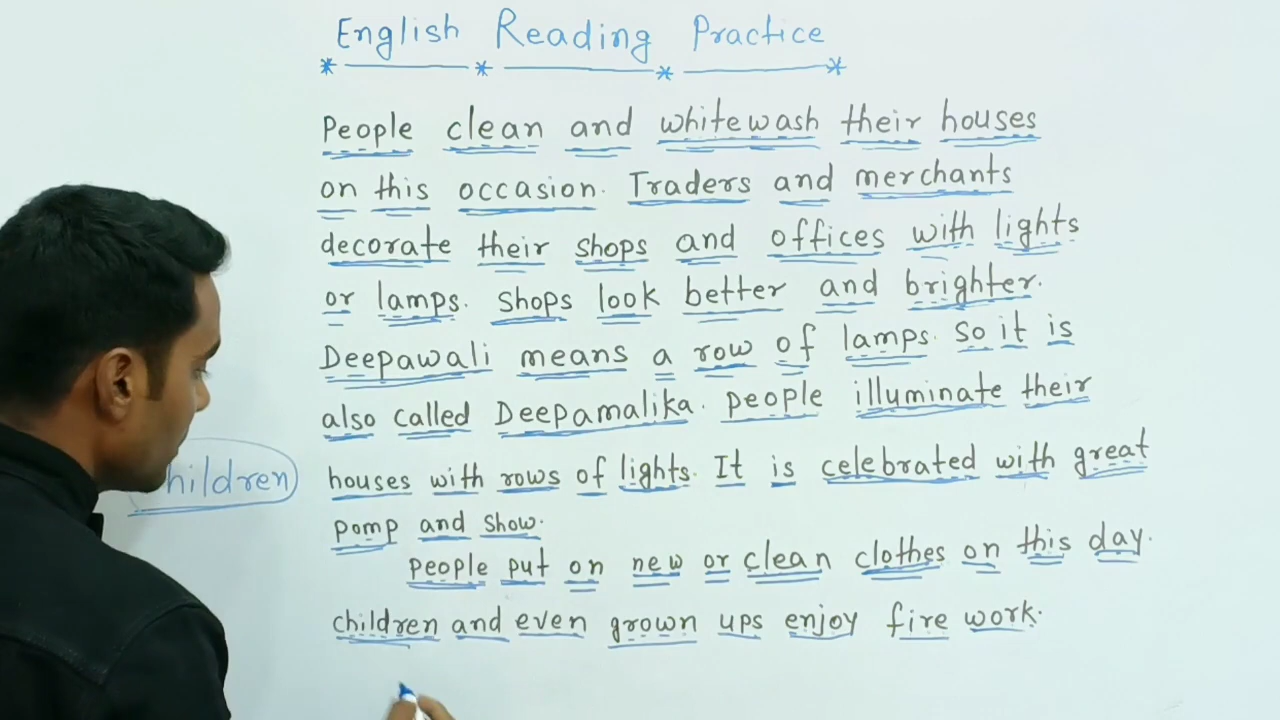 English Reading Practice
People clean and whitewash their houses
on this occasion. Traders and merchants
decorate their shops and offices with lights
or lamps. shops look better and brighter.
Deepawali means a row of lamps. so it is
also called Deepamalika. people illuminate their
houses with rows of lights. It is celebrated with great
pomp and show.
people put on new or clean clothes on this day.
children and even grown ups enjoy fire work.
children